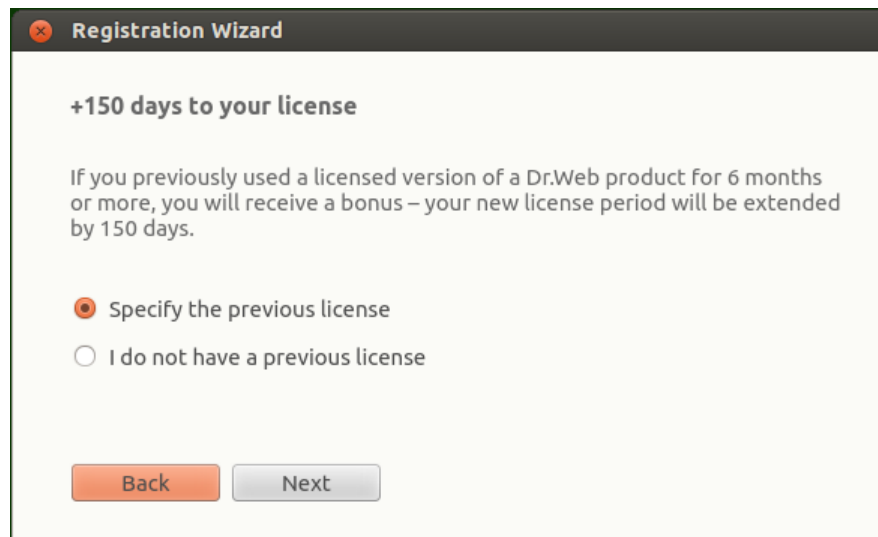 Registration Wizard
+150 days to your license
If you previously used a licensed version of a Dr.Web product for 6 months
or more, you will receive a bonus – your new license period will be extended
by 150 days.
Specify the previous license
I do not have a previous license
Back
Next